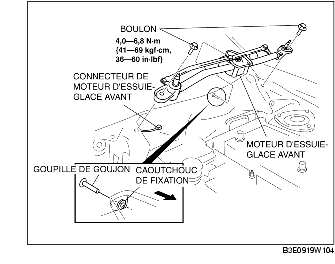 BOULON
4,0—6,8 N·m
{41—69 kgf·cm,
36—60 in·lbf}
CONNECTEUR DE
MOTEUR D'ESSUIE-
GLACE AVANT
MOTEUR D'ESSUIE-
GLACE AVANT
GOUPILLE DE GOUJON
CAOUTCHOUC
DE FIXATION
B3E0919W104